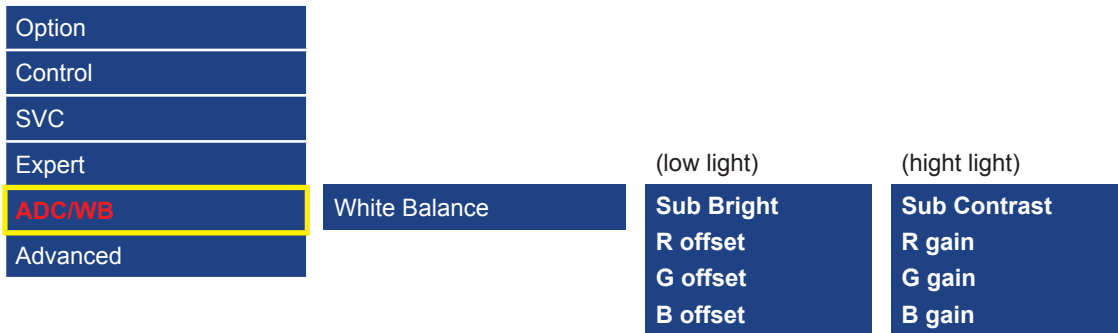 Option
Control
SVC
Expert
ADC/WB
Advanced
White Balance
(low light)
Sub Bright
R offset
G offset
B offset
(hight light)
Sub Contrast
R gain
G gain
B gain